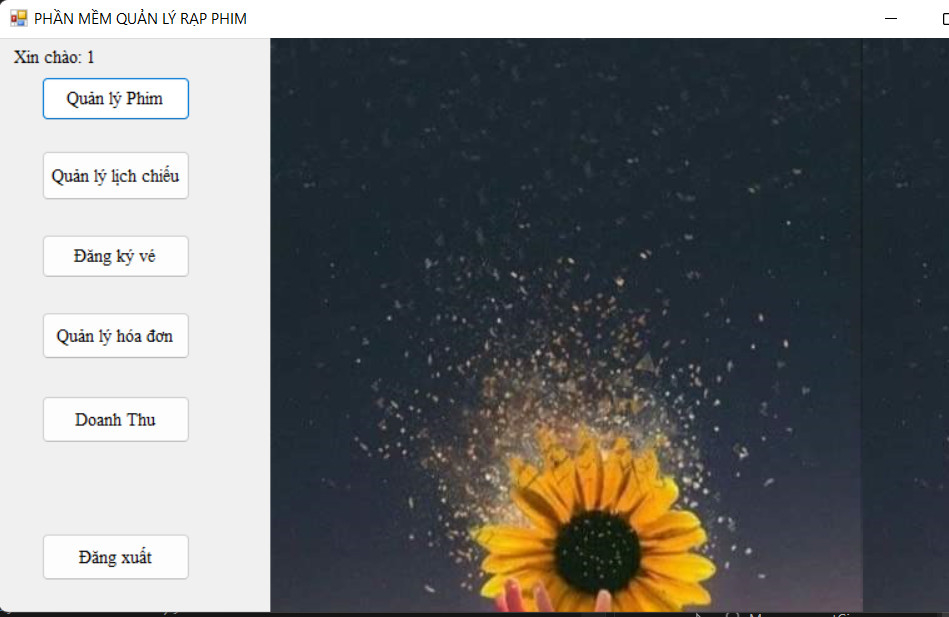 PHẦN MỀM QUẢN LÝ RẠP PHIM
Xin chào: 1
Quản lý Phim
Quản lý lịch chiếu
Đăng ký vé
Quản lý hóa đơn
Doanh Thu
Đăng xuất